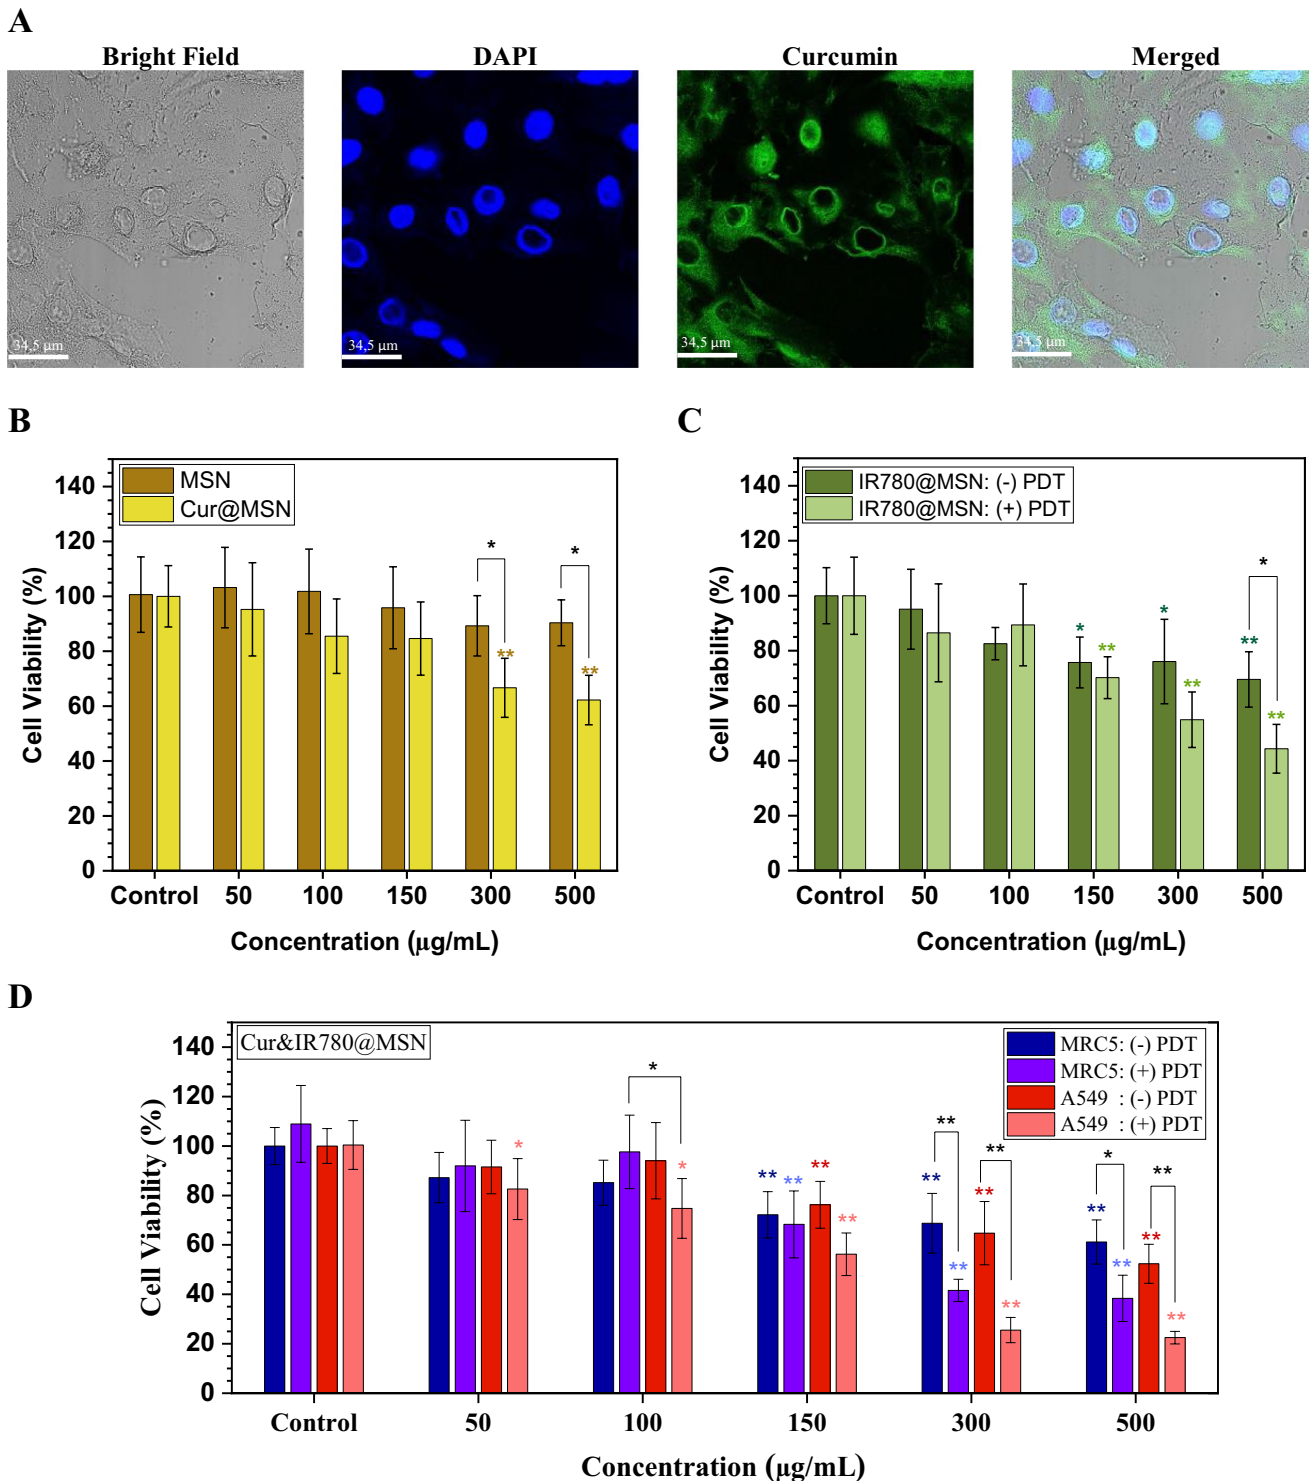 A
Bright Field DAPI Curcumin Merged
34,5 µm 34,5 µm 34,5 µm 34,5 µm
B
MSN
Cur@MSN
140
120
100
80
60
40
20
0
Cell Viability (%)
* *
** **
Control 50 100 150 300 500
Concentration (µg/mL)
C
IR780@MSN: (-) PDT
IR780@MSN: (+) PDT
140
120
100
80
60
40
20
0
Cell Viability (%)
*
* ** * ** ** **
Control 50 100 150 300 500
Concentration (µg/mL)
D
Cur&IR780@MSN
MRC5: (-) PDT
MRC5: (+) PDT
A549 : (-) PDT
A549 : (+) PDT
140
120
100
80
60
40
20
0
Cell Viability (%)
* ** ** * **
* * ** ** ** ** ** ** ** ** ** ** ** **
Control 50 100 150 300 500
Concentration (µg/mL)